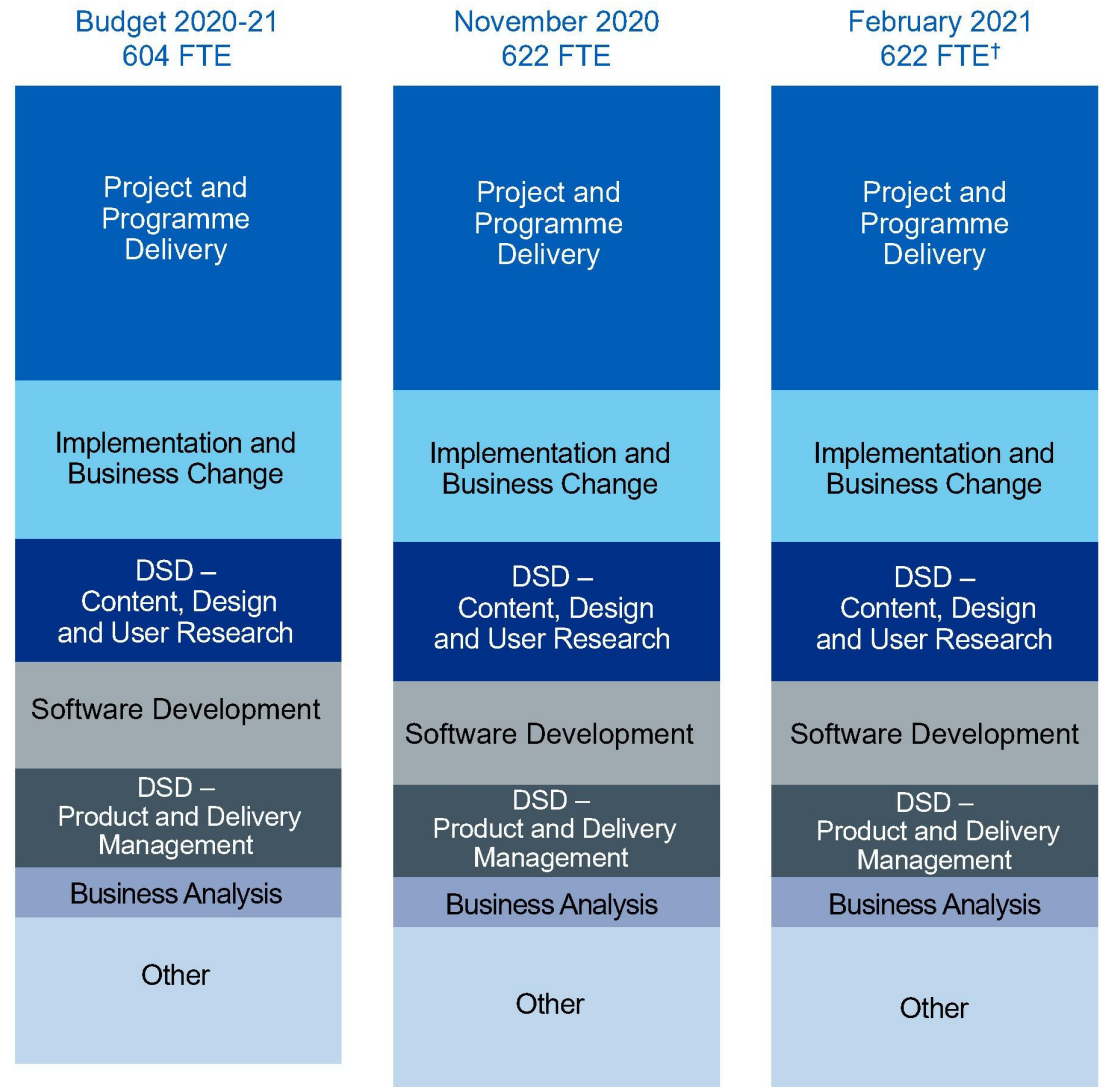 Budget 2020-21
604 FTE
Project and
Programme
Delivery
Implementation and
Business Change
DSD –
Content, Design
and User Research
Software Development
DSD –
Product and Delivery
Management
Business Analysis
Other
November 2020
622 FTE
Project and
Programme
Delivery
Implementation and
Business Change
DSD –
Content, Design
and User Research
Software Development
DSD –
Product and Delivery
Management
Business Analysis
Other
February 2021
622 FTE†
Project and
Programme
Delivery
Implementation and
Business Change
DSD –
Content, Design
and User Research
Software Development
DSD –
Product and Delivery
Management
Business Analysis
Other